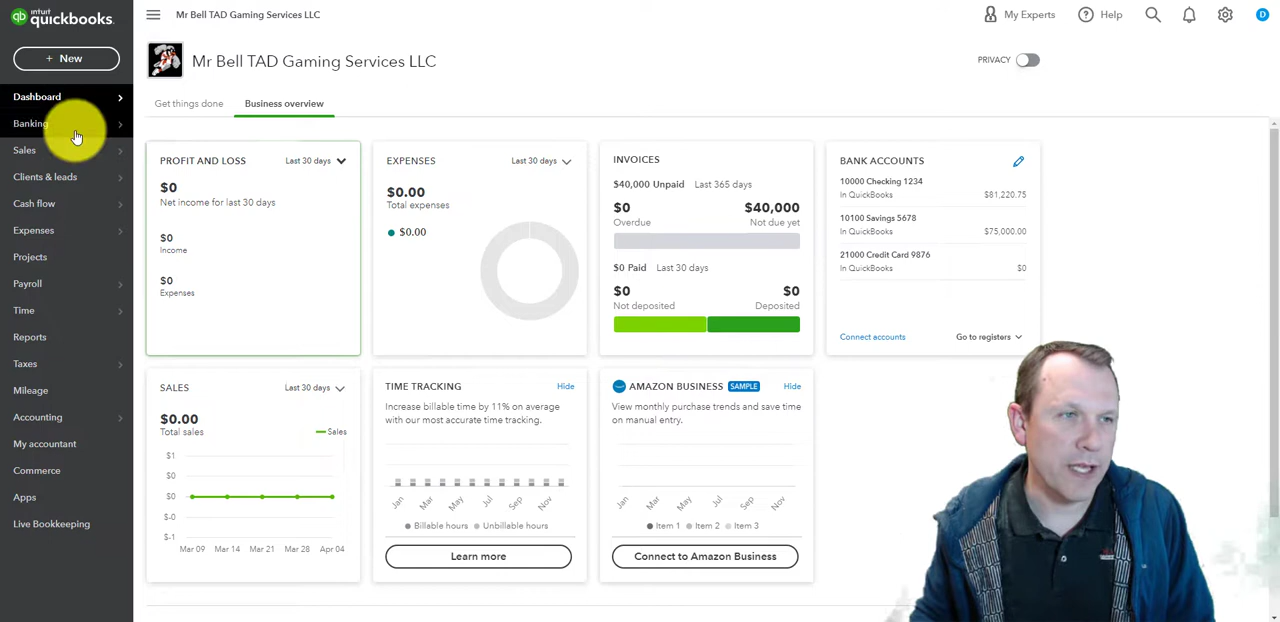 intuit
quickbooks.
+ New
Dashboard
Banking
Sales
Clients & leads
Cash flow
Expenses
Projects
Payroll
Time
Reports
Taxes
Mileage
Accounting
My accountant
Commerce
Apps
Live Bookkeeping
Mr Bell TAD Gaming Services LLC
My Experts
Help
D
Mr Bell TAD Gaming Services LLC
PRIVACY
Get things done
Business overview
PROFIT AND LOSS
Last 30 days
$0
Net income for last 30 days
$0
Income
$0
Expenses
EXPENSES
Last 30 days
$0.00
Total expenses
$0.00
INVOICES
$40,000 Unpaid Last 365 days
$0 $40,000
Overdue Not due yet
$0 Paid Last 30 days
$0 $0
Not deposited Deposited
BANK ACCOUNTS
10000 Checking 1234
In QuickBooks $81,220.75
10100 Savings 5678
In QuickBooks $75,000.00
21000 Credit Card 9876
In QuickBooks $0
Connect accounts Go to registers
SALES
Last 30 days
$0.00
Total sales
Sales
$1
$0
$0
$-0
$-1
Mar 09 Mar 14 Mar 21 Mar 28 Apr 04
TIME TRACKING
Hide
Increase billable time by 11% on average
with our most accurate time tracking.
Jan Mar May Jul Sep Nov
Billable hours Unbillable hours
Learn more
AMAZON BUSINESS SAMPLE
Hide
View monthly purchase trends and save time
on manual entry.
Jan Mar May Jul Sep Nov
Item 1 Item 2 Item 3
Connect to Amazon Business